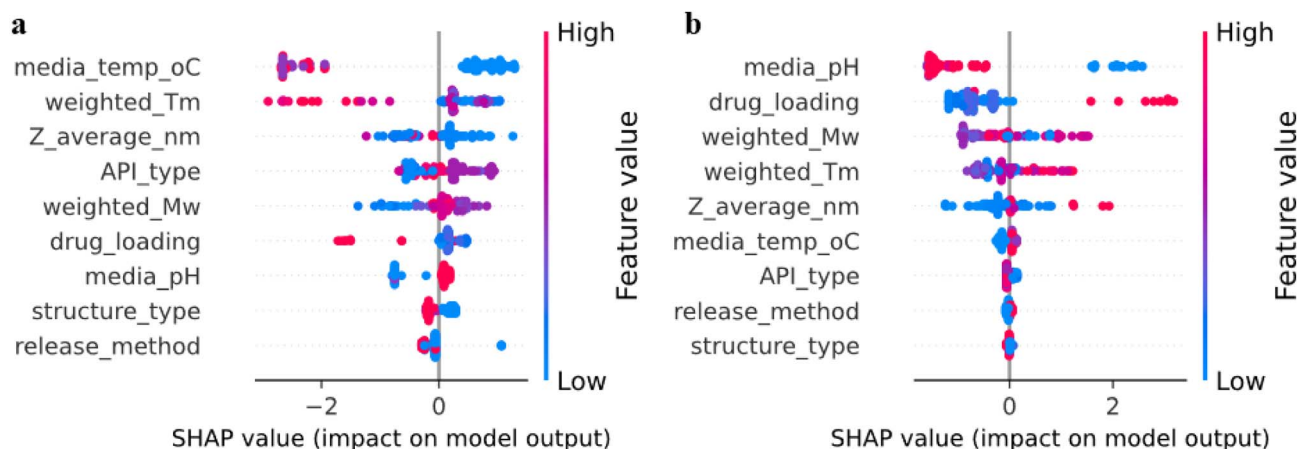 a
High
media_temp_oC
weighted_Tm
Z_average_nm
API_type
weighted_Mw
drug_loading
media_pH
structure_type
release_method
Feature value
Low
−2 0
SHAP value (impact on model output)
b
High
media_pH
drug_loading
weighted_Mw
weighted_Tm
Z_average_nm
media_temp_oC
API_type
release_method
structure_type
Feature value
Low
0 2
SHAP value (impact on model output)